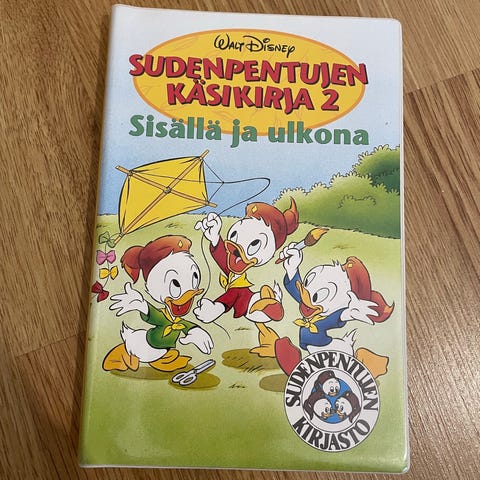 Walt Disney
SUDENPENTUJEN
KÄSIKIRJA 2
Sisällä ja ulkona
SUDENPENTUJEN
KIRJASTO